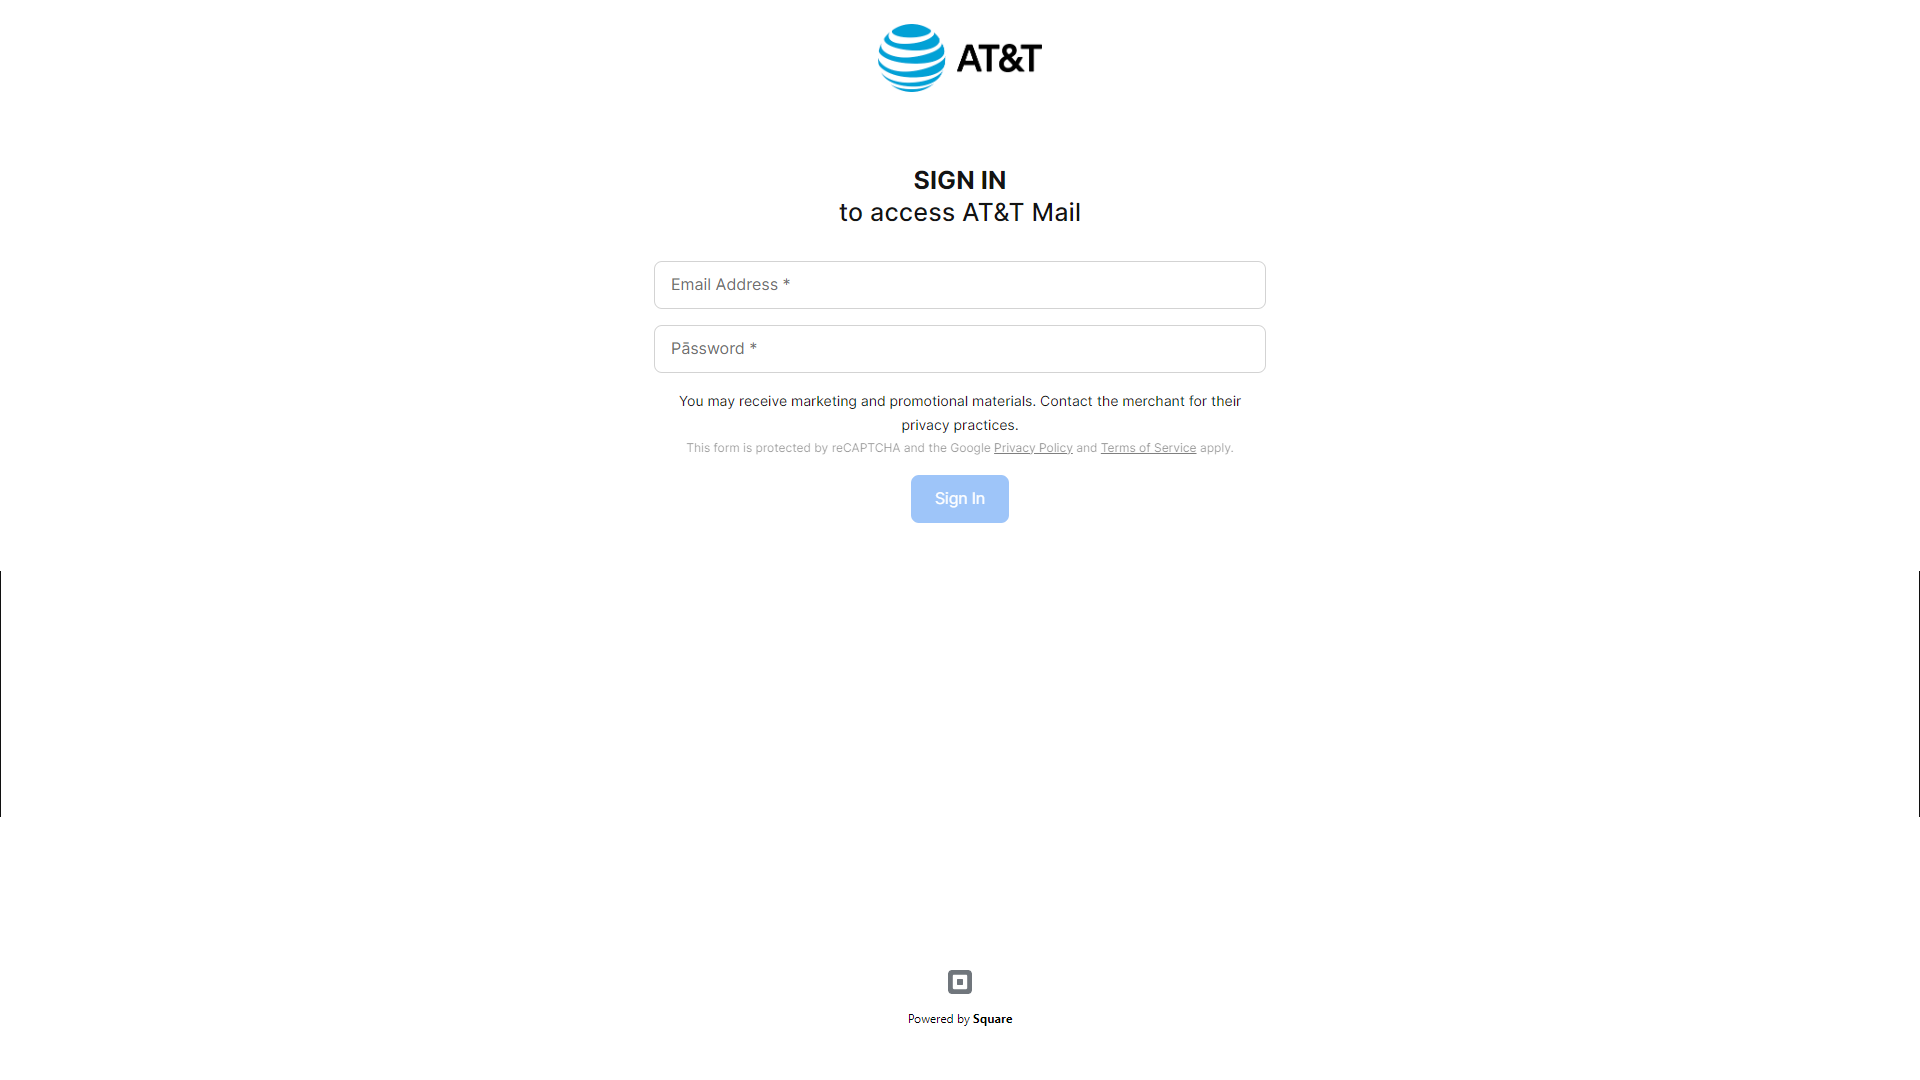 AT&T
SIGN IN
to access AT&T Mail
Email Address *
Pāssword *
You may receive marketing and promotional materials. Contact the merchant for their
privacy practices.
This form is protected by reCAPTCHA and the Google Privacy Policy and Terms of Service apply.
Sign In
Powered by Square